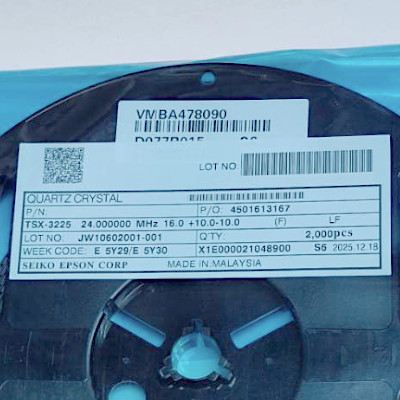 VMBA478090
LOT NO:
QUARTZ CRYSTAL
P/N: P/O: 4501613167
TSX-3225 24.000000 MHz 16.0 +10.0-10.0 (F) LF
LOT NO: JW10602001-001 Q'TY 2,000pcs
WEEK CODE: E 5Y29/E 5Y30 X1E000021048900 S5 2025.12.18
SEIKO EPSON CORP MADE IN MALAYSIA